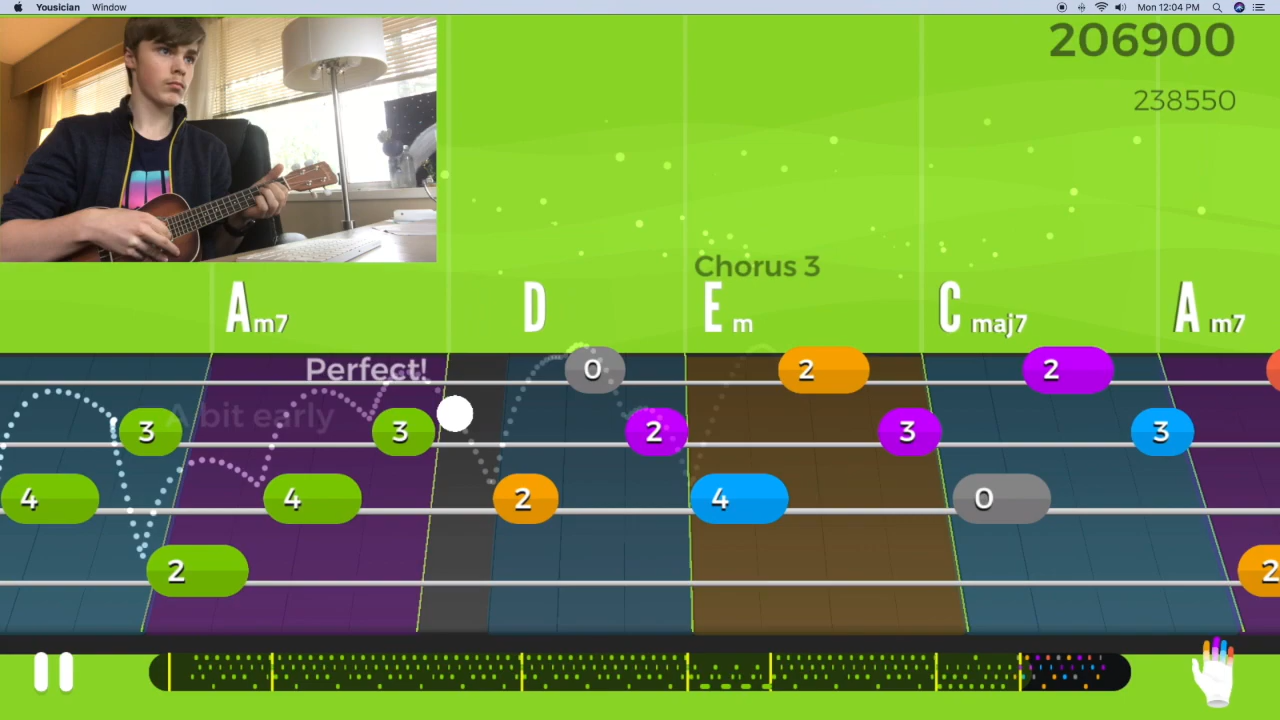 Yousician Window Mon 12:04 PM
206900
238550
Chorus 3
Am7 D Em Cmaj7 Am7
Perfect!
A bit early
0 2 2
3 3 2 3 3
4 4 2 4 0
2 2